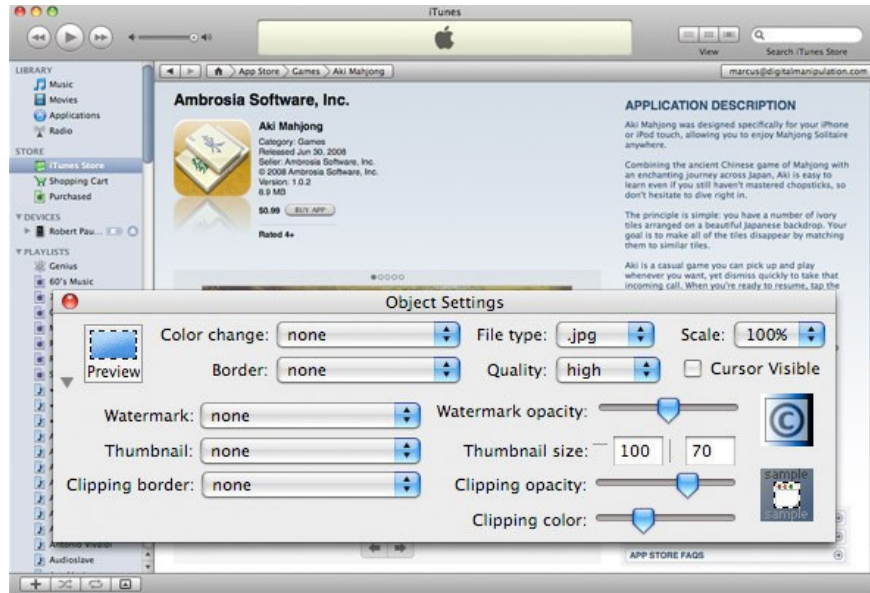 iTunes
View
Search iTunes Store
LIBRARY
Music
Movies
Applications
Radio
STORE
iTunes Store
Shopping Cart
Purchased
DEVICES
Robert Pau...
PLAYLISTS
Genius
60's Music
Audioslave
App Store
Games
Aki Mahjong
marcus@digitalmanipulation.com
Ambrosia Software, Inc.
Aki Mahjong
Category: Games
Released Jun 30, 2008
Seller: Ambrosia Software, Inc.
© 2008 Ambrosia Software, Inc.
Version: 1.0.2
8.9 MB
$0.99 BUY APP
Rated 4+
APPLICATION DESCRIPTION
Aki Mahjong was designed specifically for your iPhone
or iPod touch, allowing you to enjoy Mahjong Solitaire
anywhere.
Combining the ancient Chinese game of Mahjong with
an enchanting journey across Japan, Aki is easy to
learn even if you still haven't mastered chopsticks, so
don't hesitate to dive right in.
The principle is simple: you have a number of ivory
tiles arranged on a beautiful Japanese backdrop. Your
goal is to make all of the tiles disappear by matching
them to similar tiles.
Aki is a casual game you can pick up and play
whenever you want, yet dismiss quickly to take that
incoming call. When you're ready to resume, tap the
Object Settings
Preview
Color change: none
File type: .jpg
Scale: 100%
Border: none
Quality: high
Cursor Visible
Watermark: none
Watermark opacity:
©
Thumbnail: none
Thumbnail size: 100 70
Clipping border: none
Clipping opacity:
sample
sample
Clipping color:
APP STORE FAQS